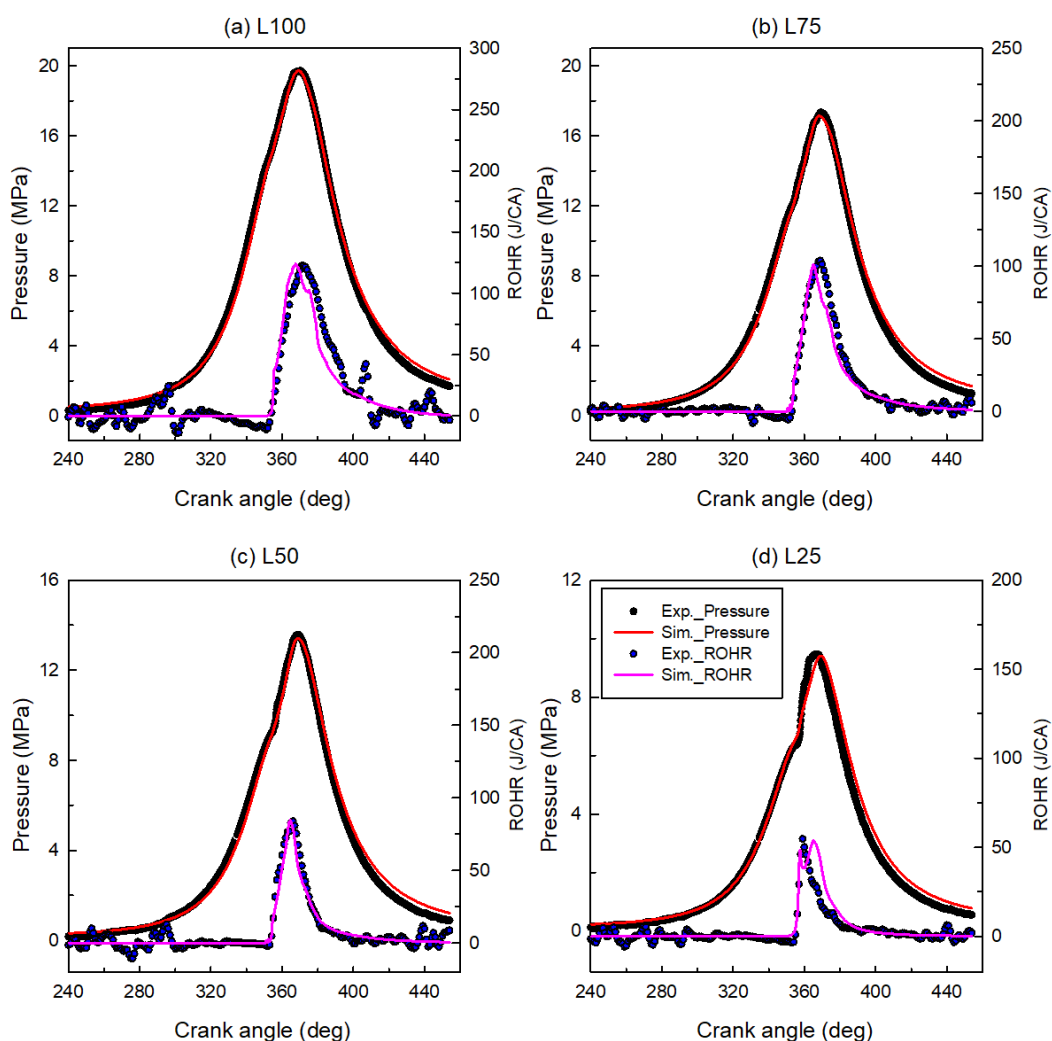 (a) L100
Pressure (MPa)
20
16
12
8
4
0
300
250
200
150
100
50
0
ROHR (J/CA)
240 280 320 360 400 440
Crank angle (deg)
(b) L75
Pressure (MPa)
20
16
12
8
4
0
250
200
150
100
50
0
ROHR (J/CA)
240 280 320 360 400 440
Crank angle (deg)
(c) L50
Pressure (MPa)
16
12
8
4
0
250
200
150
100
50
0
ROHR (J/CA)
240 280 320 360 400 440
Crank angle (deg)
(d) L25
Pressure (MPa)
12
8
4
0
Exp._Pressure
Sim._Pressure
Exp._ROHR
Sim._ROHR
200
150
100
50
0
ROHR (J/CA)
240 280 320 360 400 440
Crank angle (deg)